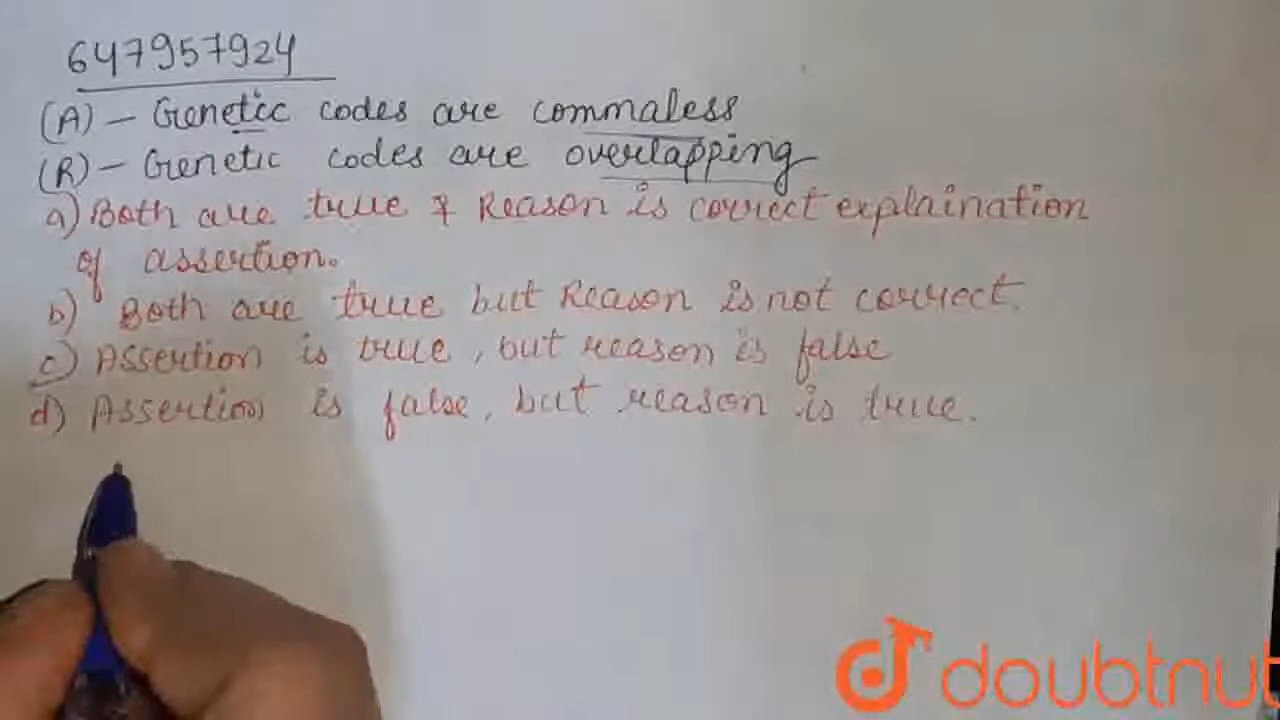 647957924
(A) - Genetic codes are commaless
(R) - Genetic codes are overlapping
a) Both are true & Reason is correct explaination
of assertion.
b) Both are true but Reason is not correct.
c) Assertion is true, but reason is false
d) Assertion is false, but reason is true.
doubtnut